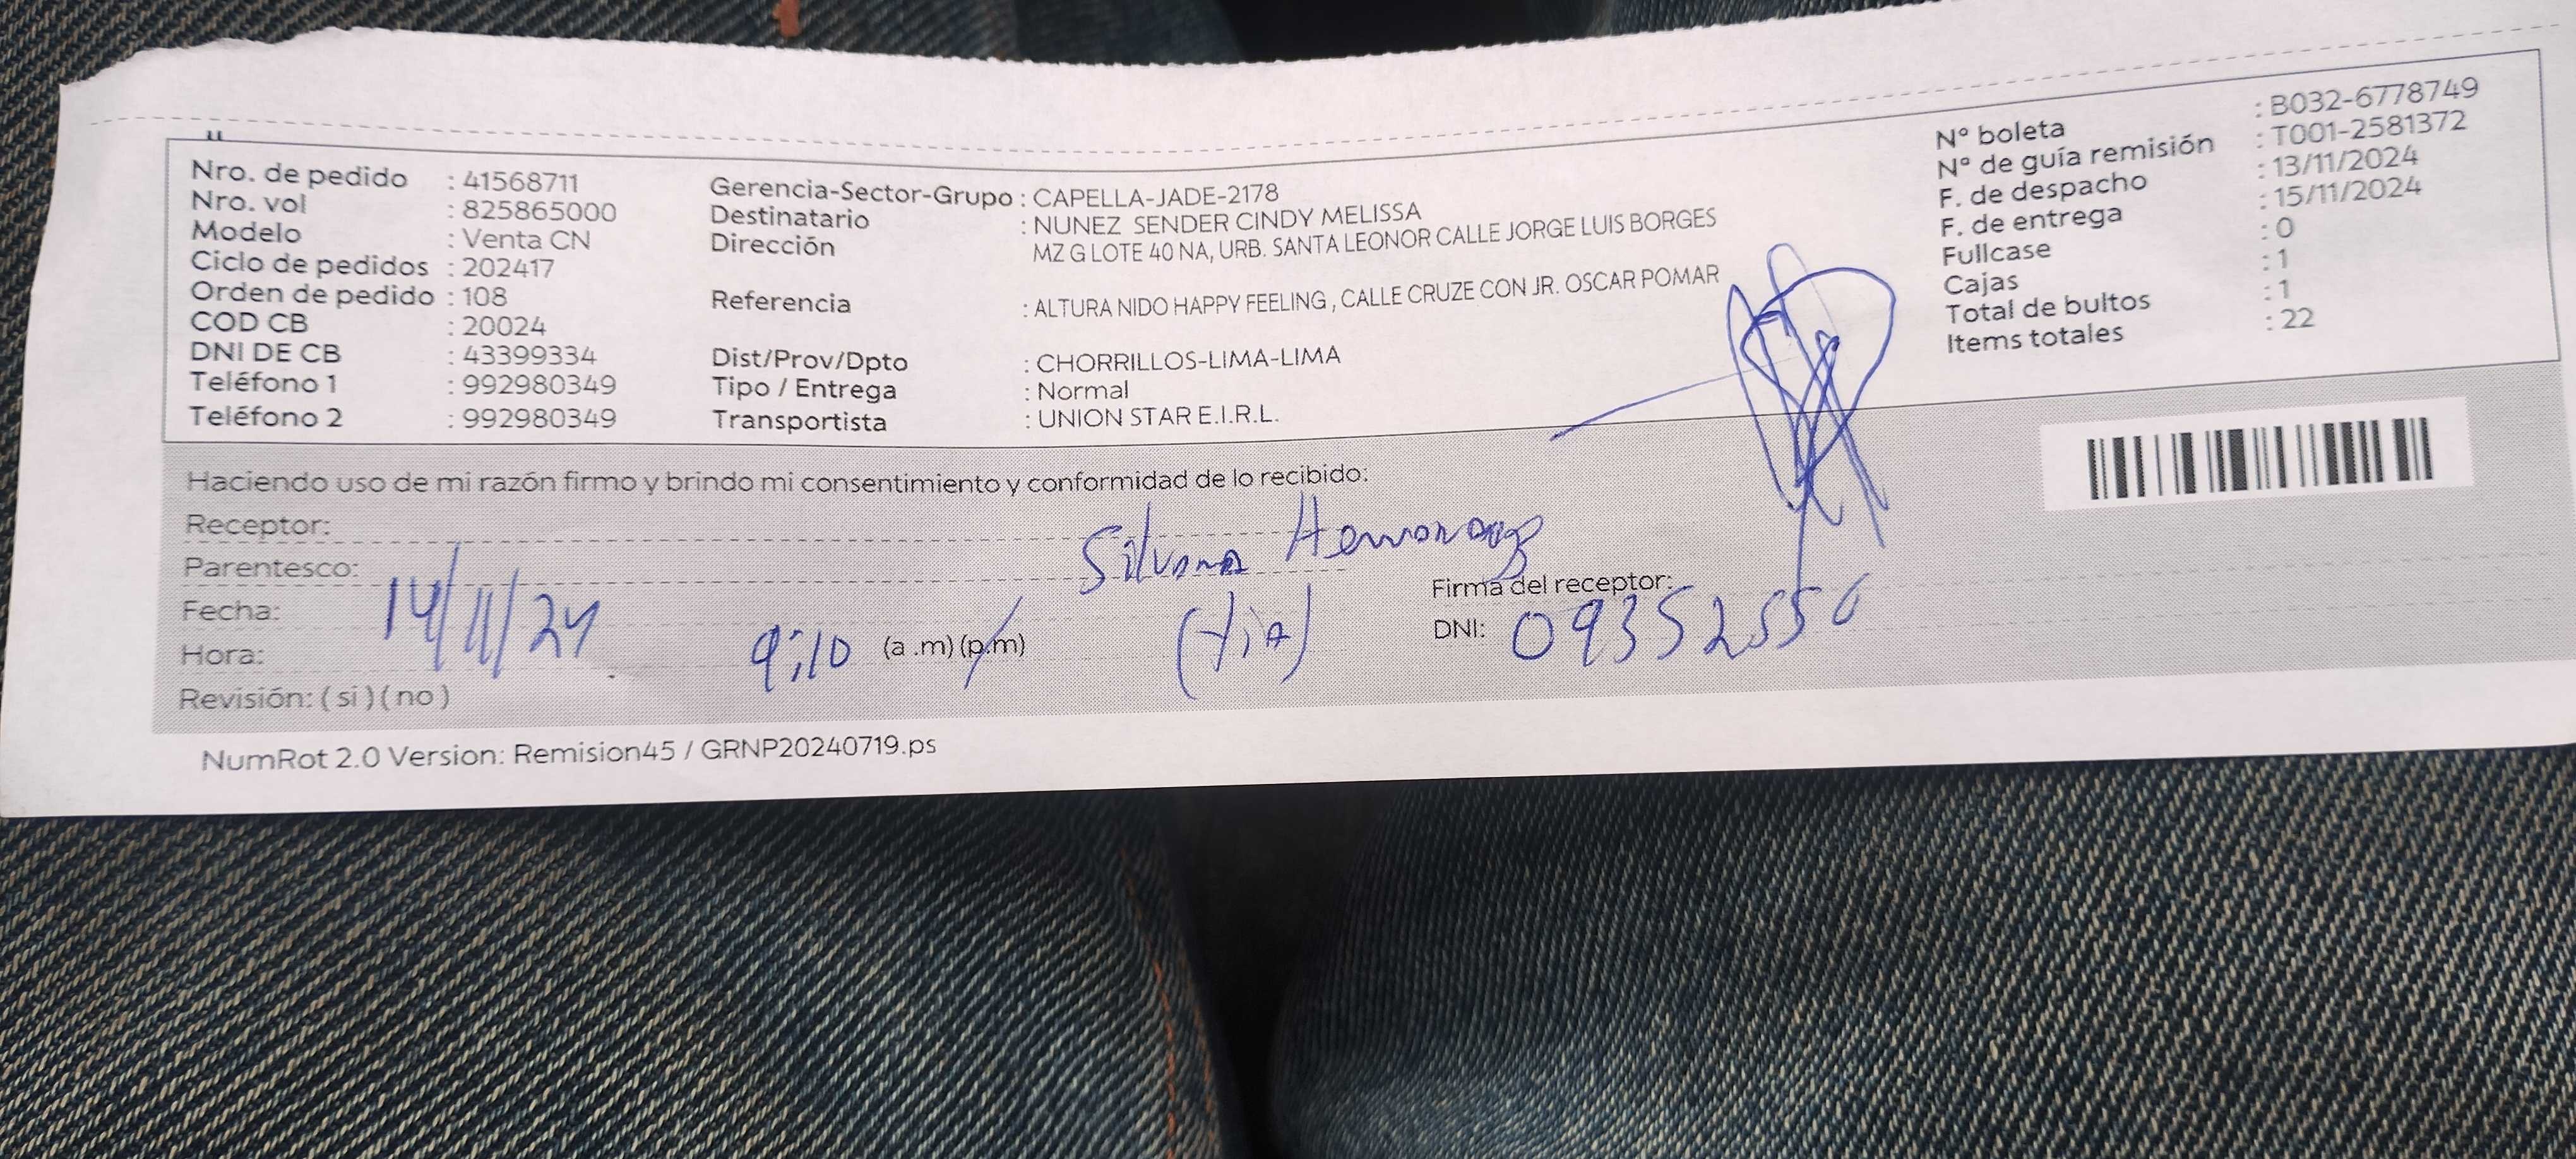 Nro. de pedido : 41568711
Nro. vol : 825865000
Modelo : Venta CN
Ciclo de pedidos : 202417
Orden de pedido : 108
COD CB : 20024
DNI DE CB : 43399334
Teléfono 1 : 992980349
Teléfono 2 : 992980349
Gerencia-Sector-Grupo : CAPELLA-JADE-2178
Destinatario : NUNEZ SENDER CINDY MELISSA
Dirección MZ G LOTE 40 NA, URB. SANTA LEONOR CALLE JORGE LUIS BORGES
Referencia : ALTURA NIDO HAPPY FEELING , CALLE CRUZE CON JR. OSCAR POMAR
Dist/Prov/Dpto : CHORRILLOS-LIMA-LIMA
Tipo / Entrega : Normal
Transportista : UNION STAR E.I.R.L.
N° boleta : B032-6778749
N° de guía remisión : T001-2581372
F. de despacho : 13/11/2024
F. de entrega : 15/11/2024
Fullcase : 0
Cajas : 1
Total de bultos : 1
Items totales : 22
Haciendo uso de mi razón firmo y brindo mi consentimiento y conformidad de lo recibido:
Receptor: Silvana
Parentesco: (tia)
Fecha: 14/11/24
Hora: 9:10 (a .m) (p.m)
Revisión: ( si ) ( no )
Firma del receptor:
DNI: 09352556
NumRot 2.0 Version: Remision45 / GRNP20240719.ps